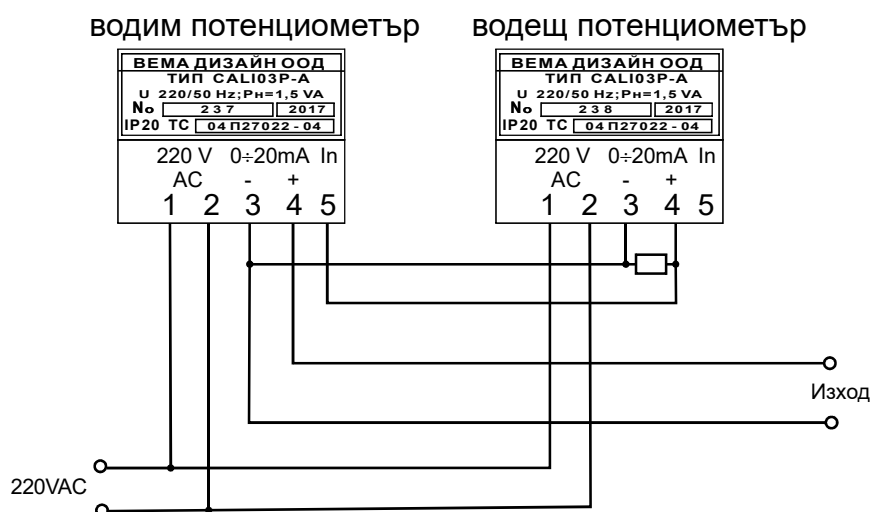 водим потенциометър
водещ потенциометър
ВЕМА ДИЗАЙН ООД
ТИП CALI03P-A
U 220/50 Hz;Pн=1,5 VA
No 237 2017
IP20 TC 04 П27022 - 04
220 V 0÷20mA In
AC - +
1 2 3 4 5
ВЕМА ДИЗАЙН ООД
ТИП CALI03P-A
U 220/50 Hz;Pн=1,5 VA
No 238 2017
IP20 TC 04 П27022 - 04
220 V 0÷20mA In
AC - +
1 2 3 4 5
Изход
220VAC